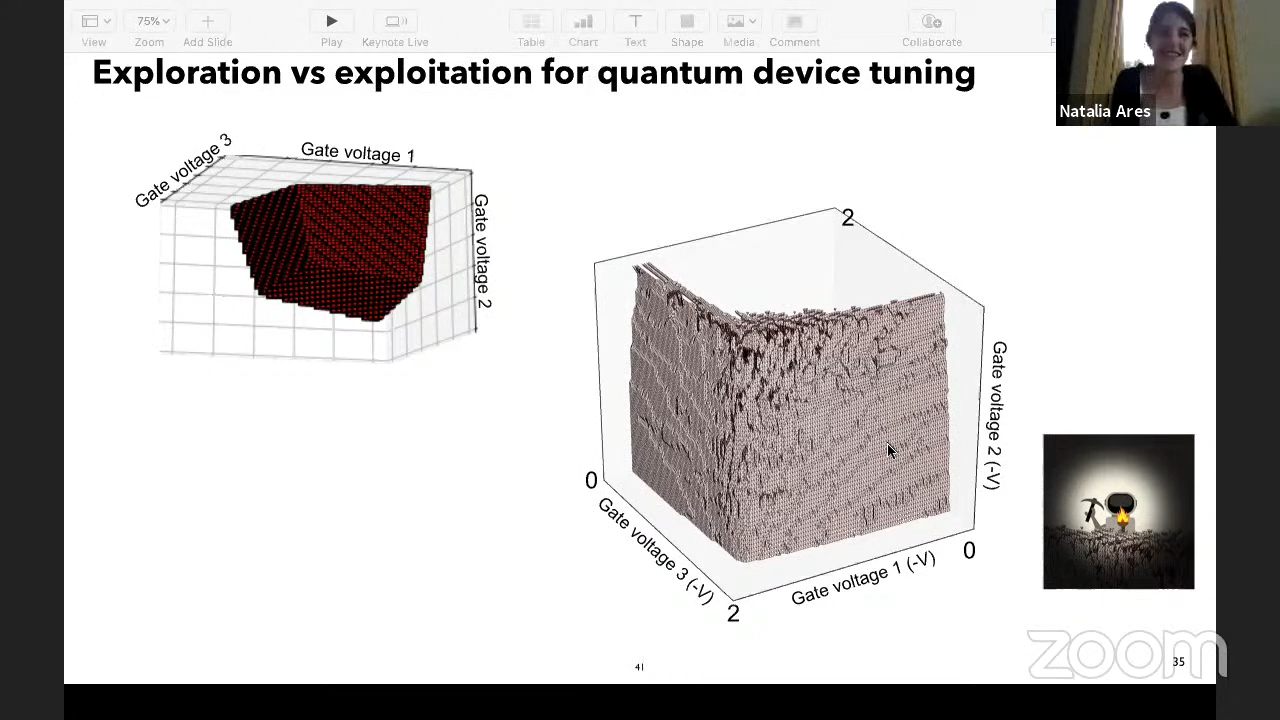 View
75%
Zoom
Add Slide
Play
Keynote Live
Table
Chart
Text
Shape
Media
Comment
Collaborate
Natalia Ares
Exploration vs exploitation for quantum device tuning
Gate voltage 3
Gate voltage 1
Gate voltage 2
2
0
Gate voltage 3 (-V)
2
Gate voltage 1 (-V)
0
Gate voltage 2 (-V)
41
35
zoom